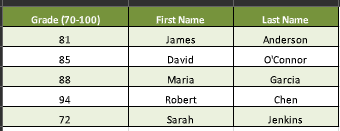 Grade (70-100) First Name Last Name
81 James Anderson
85 David O'Connor
88 Maria Garcia
94 Robert Chen
72 Sarah Jenkins